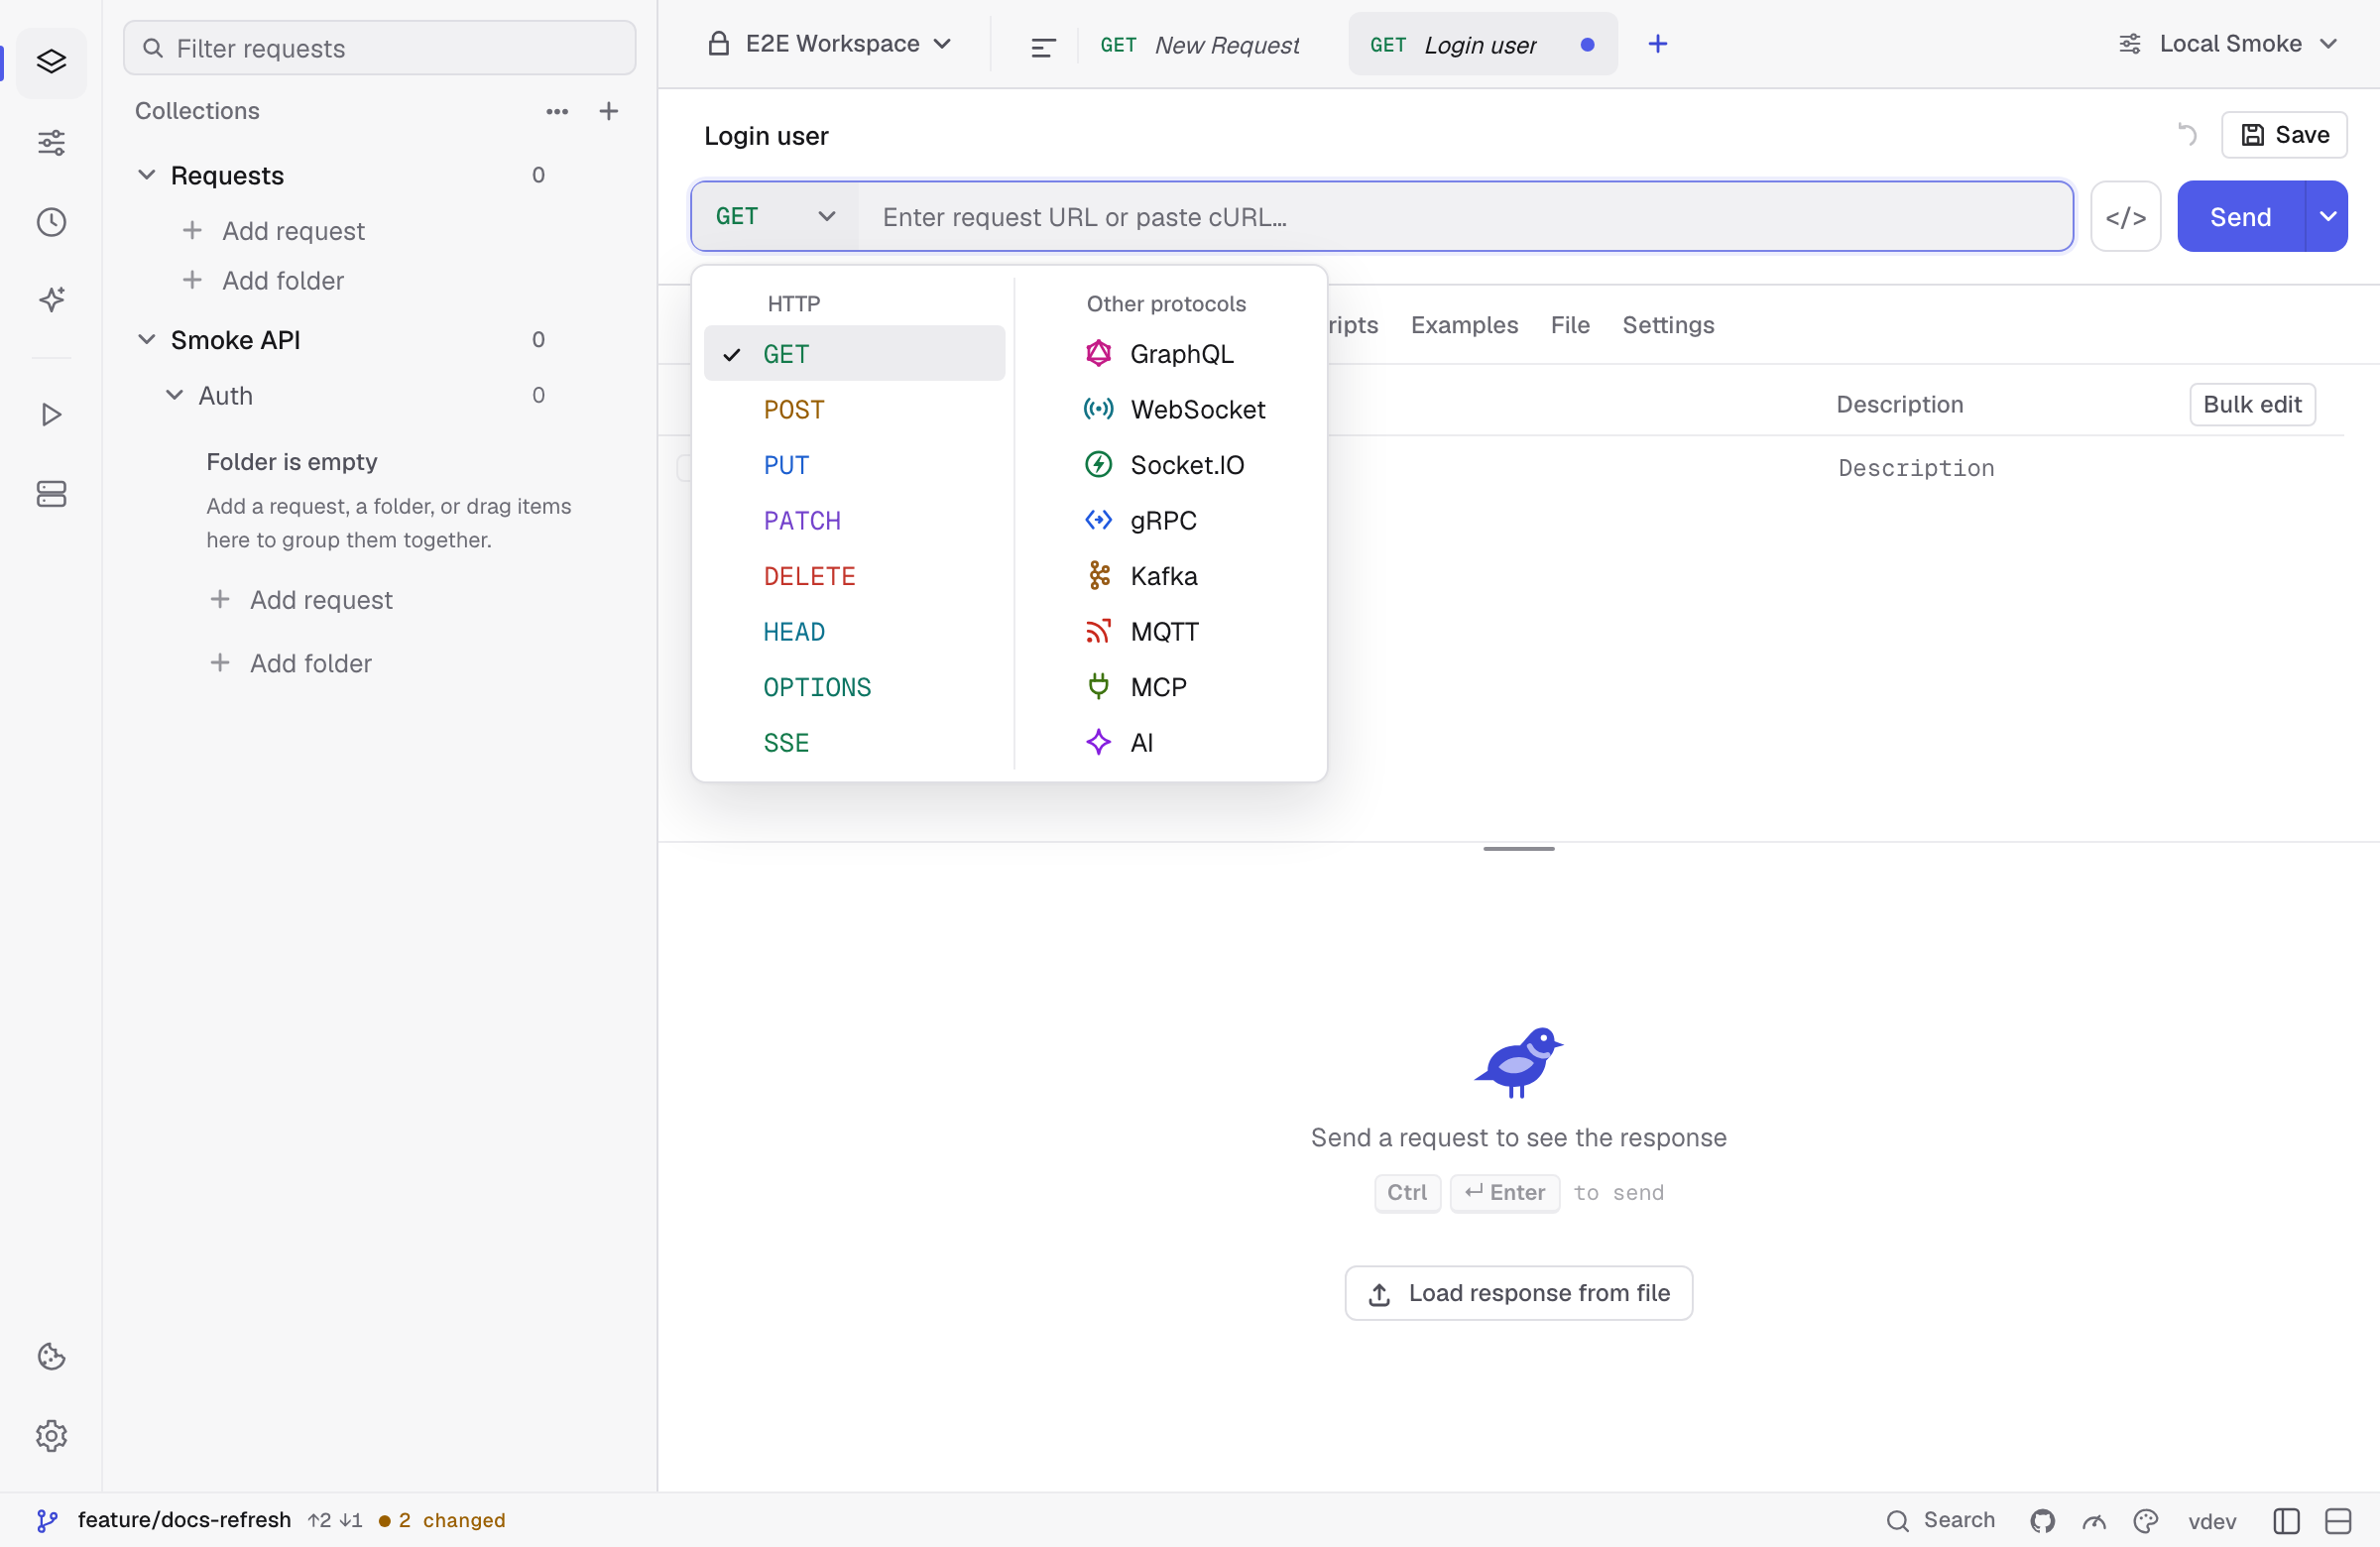 Filter requests
Collections
Requests 0
Add request
Add folder
Smoke API 0
Auth 0
Folder is empty
Add a request, a folder, or drag items
here to group them together.
Add request
Add folder
E2E Workspace
GET New Request
GET Login user
Local Smoke
Login user
Save
GET
Enter request URL or paste cURL...
</>
Send
HTTP
GET
POST
PUT
PATCH
DELETE
HEAD
OPTIONS
SSE
Other protocols
GraphQL
WebSocket
Socket.IO
gRPC
Kafka
MQTT
MCP
AI
ripts Examples File Settings
Description
Bulk edit
Description
Send a request to see the response
Ctrl Enter to send
Load response from file
feature/docs-refresh ↑2 ↓1 2 changed
Search
vdev